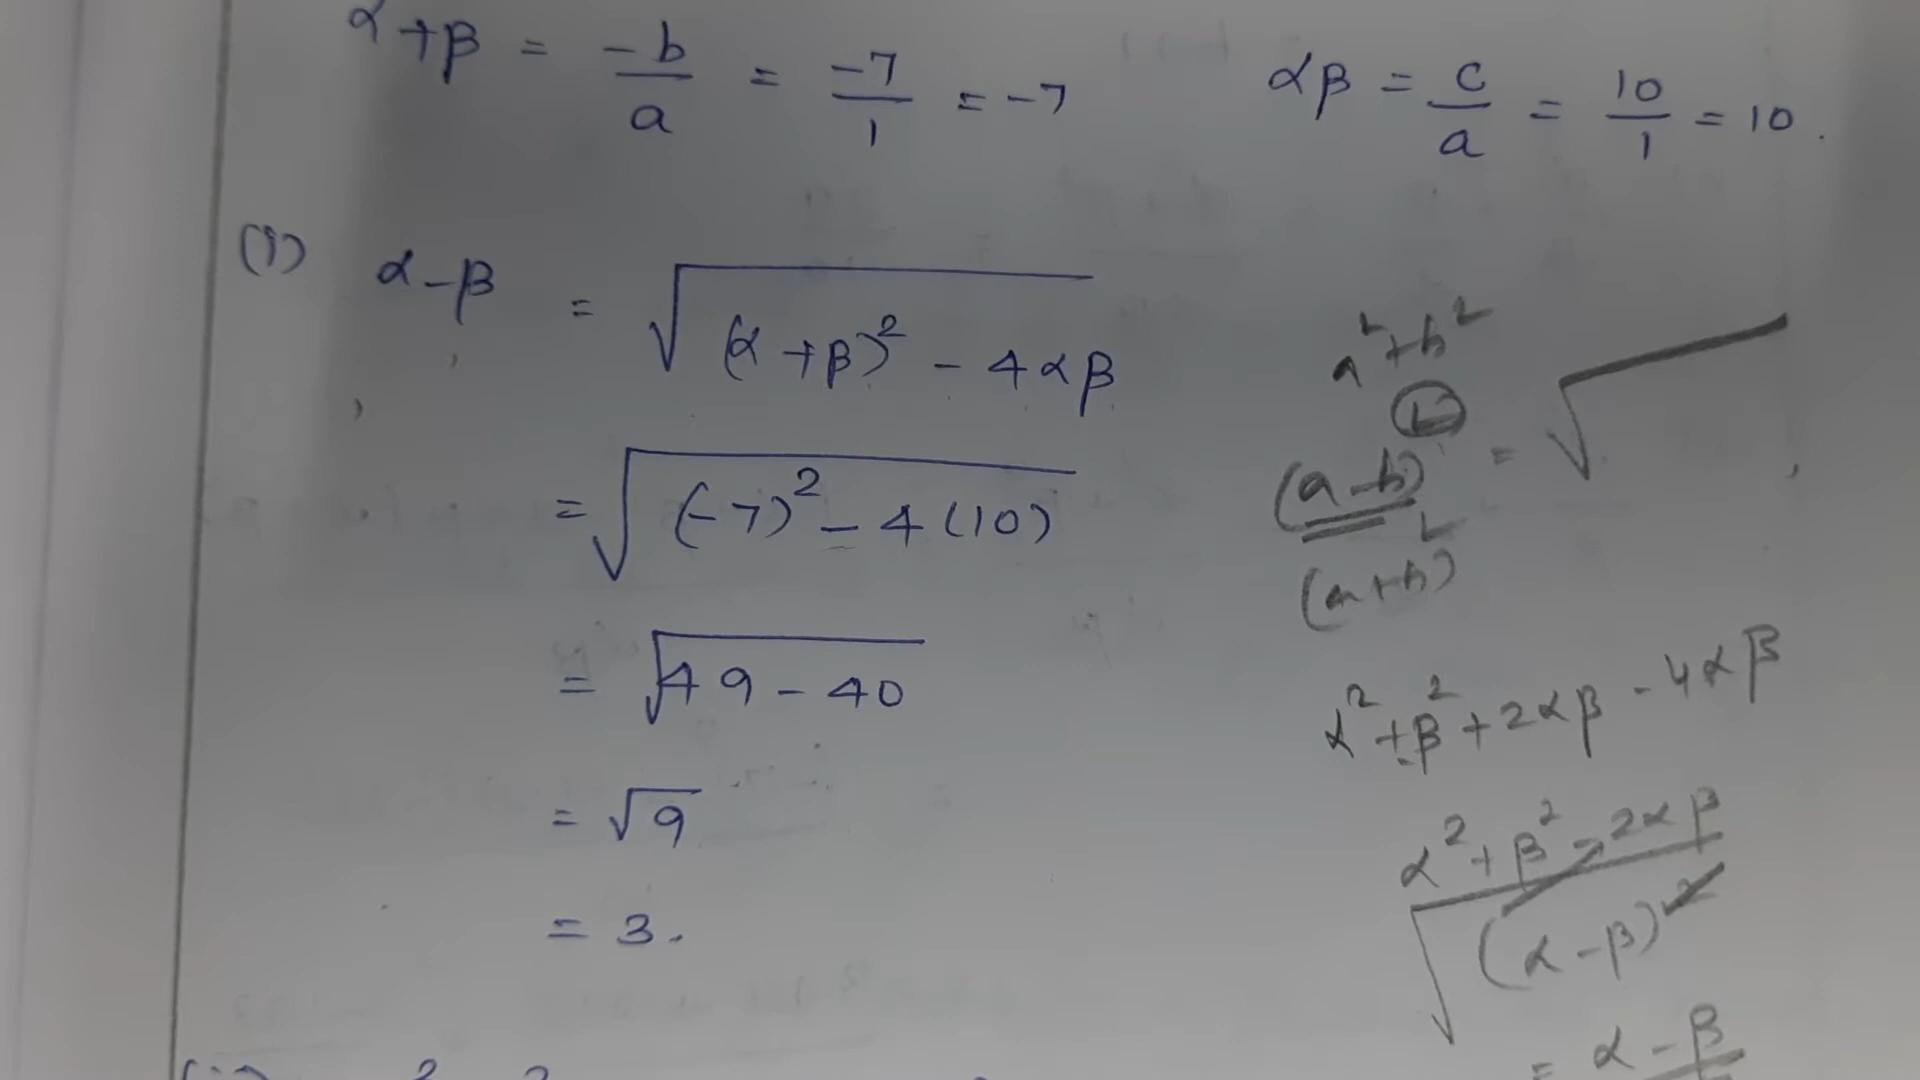 α+β = -b/a = -7/1 = -7    αβ = c/a = 10/1 = 10.
(i) α-β = √((α+β)² - 4αβ)
= √((-7)² - 4(10))
= √(49-40)
= √9
= 3.
a²+b²
(a-b)² = √
(a+b)²
α²+β²+2αβ-4αβ
α²+β²-2αβ
√(α-β)²
= α-β